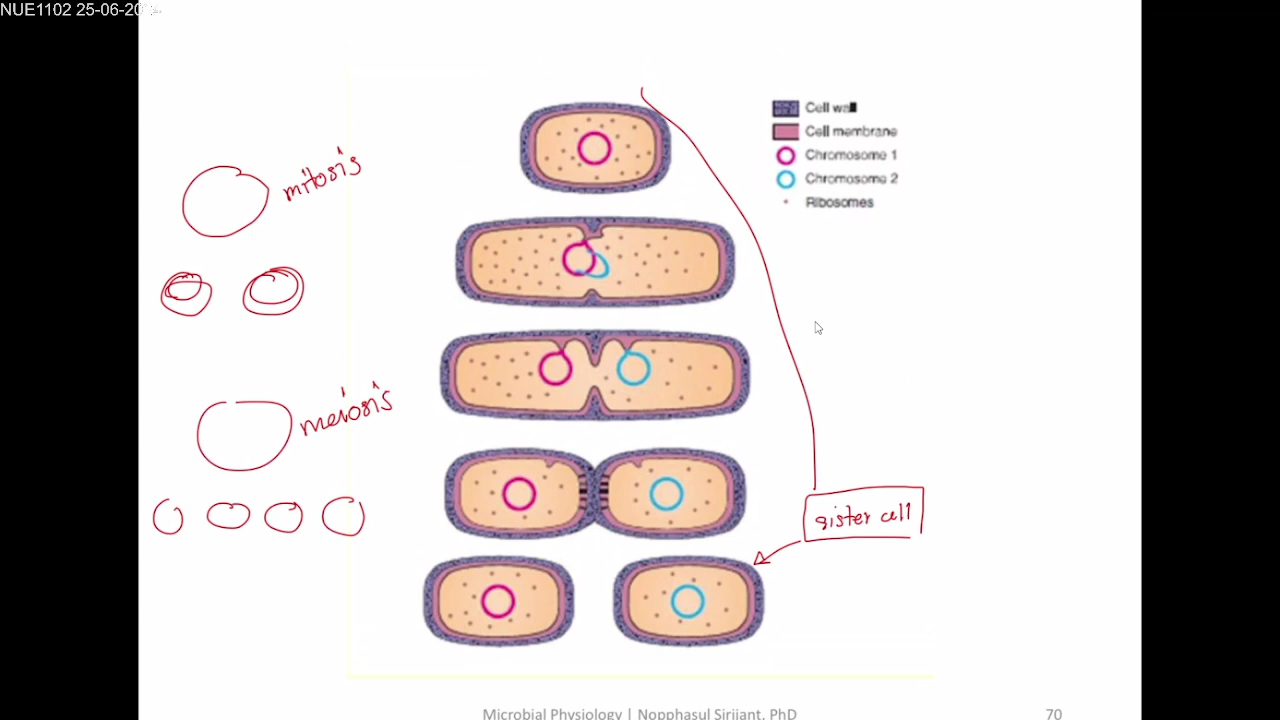 NUE1102 25-06-20
mitosis
meiosis
Cell wall
Cell membrane
Chromosome 1
Chromosome 2
Ribosomes
sister cell
Microbial Physiology | Nopphasul Sirijant, PhD
70